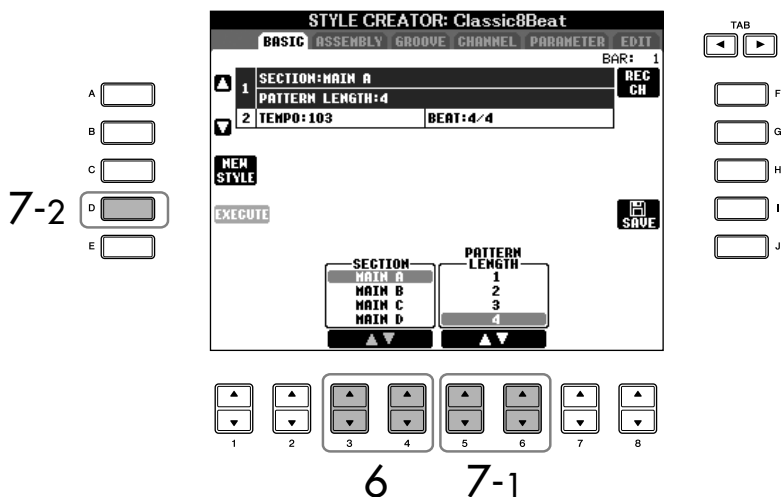 STYLE CREATOR: Classic8Beat
TAB
BASIC ASSEMBLY GROOVE CHANNEL PARAMETER EDIT
BAR: 1
1 SECTION:MAIN A
PATTERN LENGTH:4
REC CH
2 TEMPO:103 BEAT:4/4
NEW STYLE
EXECUTE
SAVE
A
B
C
D
E
F
G
H
I
J
7-2
SECTION
MAIN A
MAIN B
MAIN C
MAIN D
PATTERN LENGTH
1
2
3
4
1 2 3 4 5 6 7 8
6 7-1